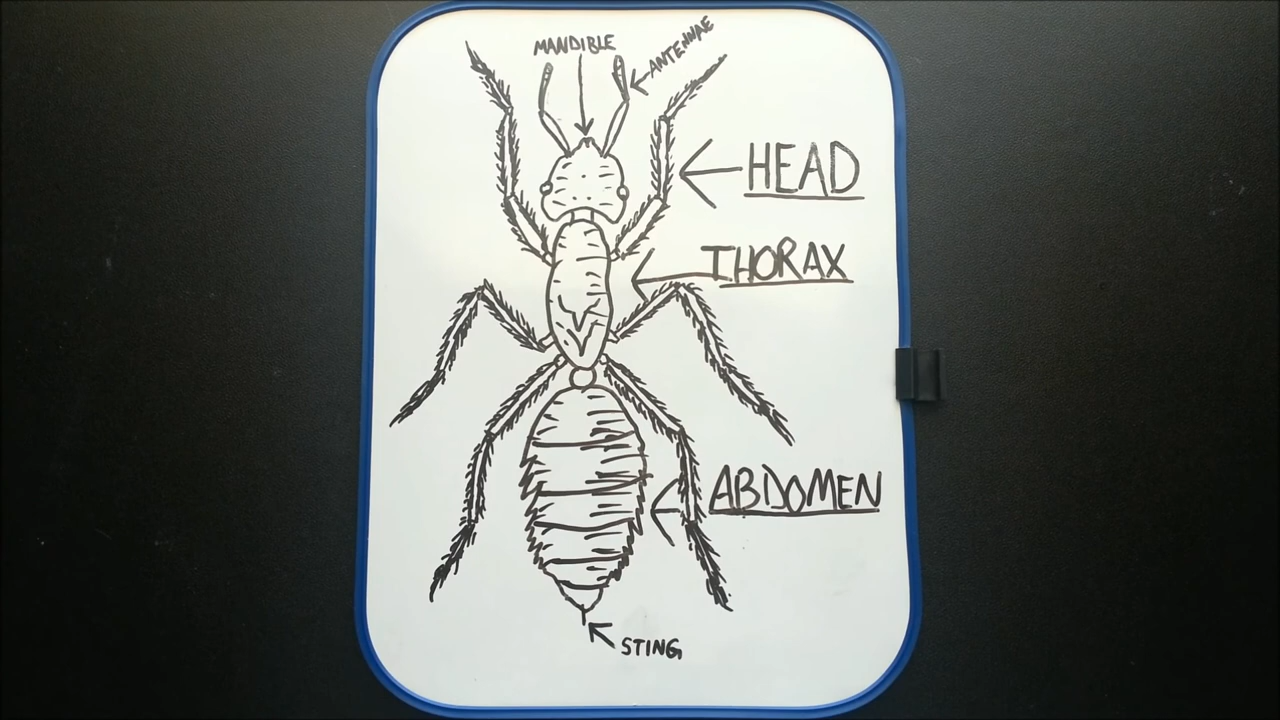 MANDIBLE
ANTENNAE
HEAD
THORAX
ABDOMEN
STING